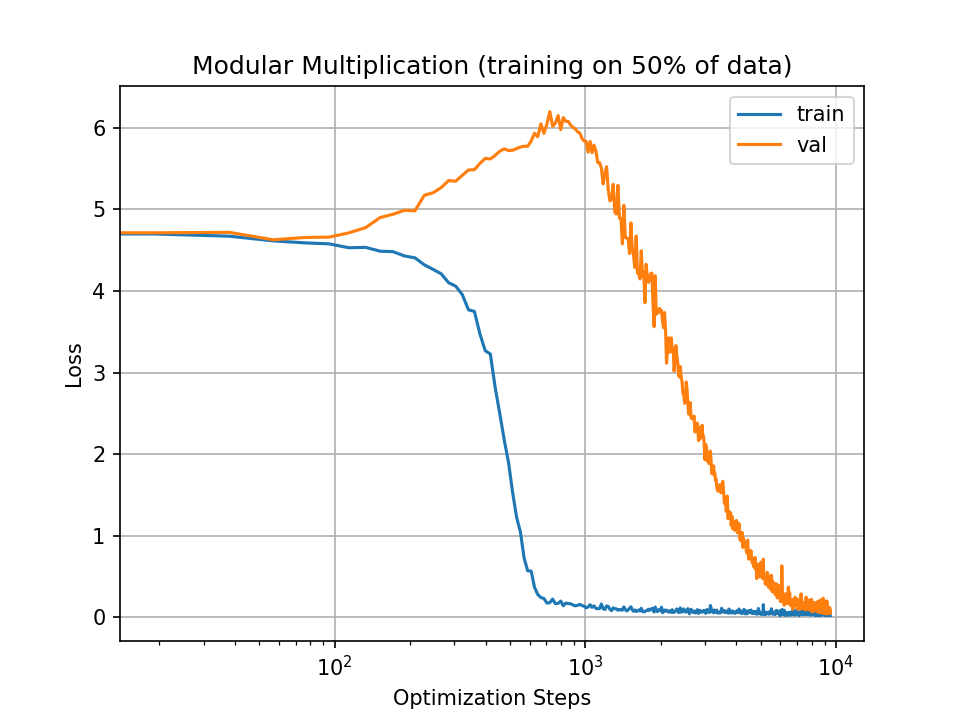 Modular Multiplication (training on 50% of data)
train
val
6
5
4
3
2
1
0
Loss
10²
10³
10⁴
Optimization Steps